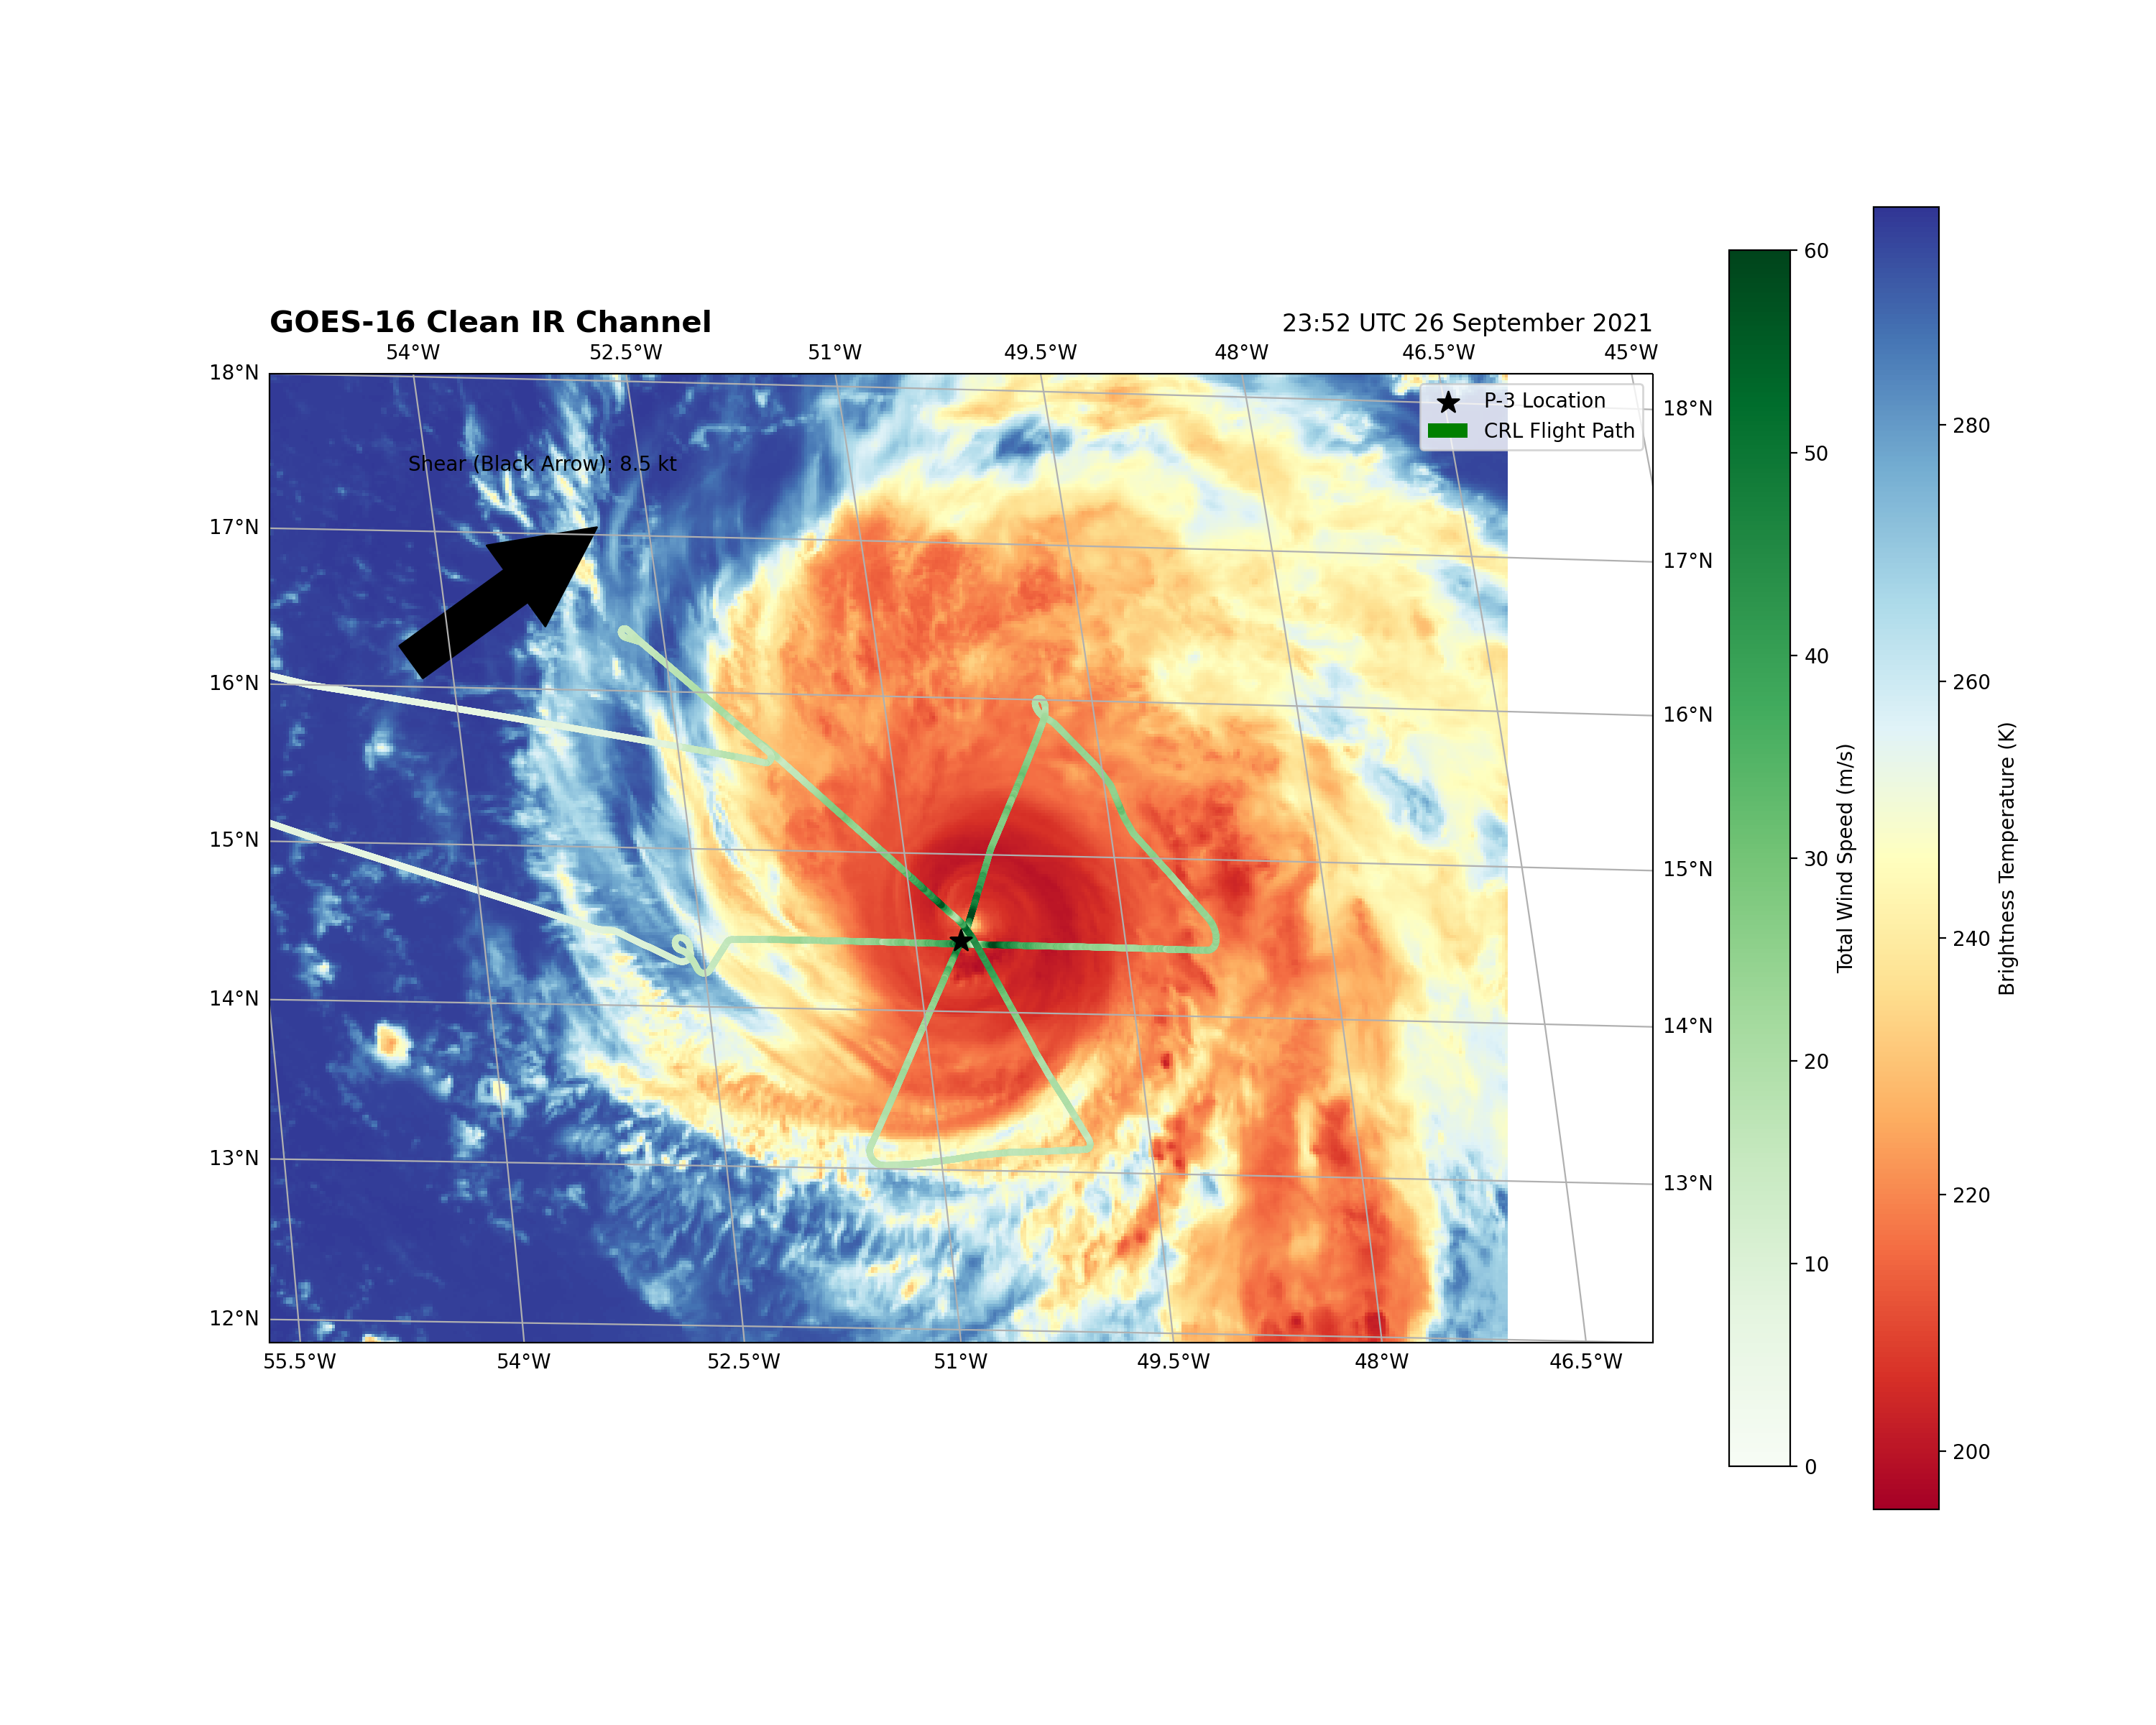 GOES-16 Clean IR Channel
23:52 UTC 26 September 2021
54°W 52.5°W 51°W 49.5°W 48°W 46.5°W 45°W
18°N
17°N
16°N
15°N
14°N
13°N
12°N
Shear (Black Arrow): 8.5 kt
P-3 Location
CRL Flight Path
18°N
17°N
16°N
15°N
14°N
13°N
55.5°W 54°W 52.5°W 51°W 49.5°W 48°W 46.5°W
60
50
40
30
20
10
0
Total Wind Speed (m/s)
280
260
240
220
200
Brightness Temperature (K)